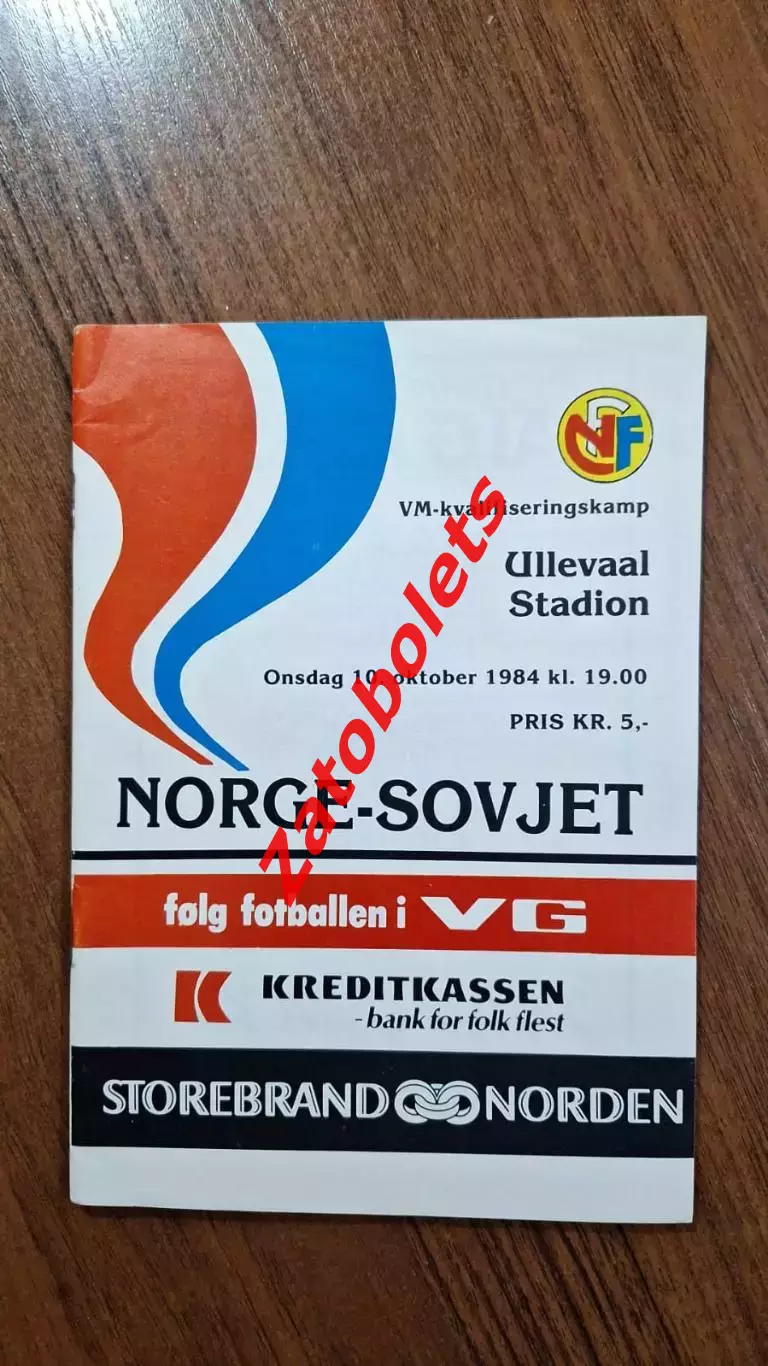 NFF
VM-kvalifiseringskamp
Ullevaal
Stadion
Onsdag 10. oktober 1984 kl. 19.00
PRIS KR. 5,-
NORGE-SOVJET
følg fotballen i VG
KREDITKASSEN
-bank for folk flest
STOREBRAND NORDEN
Zatobolets